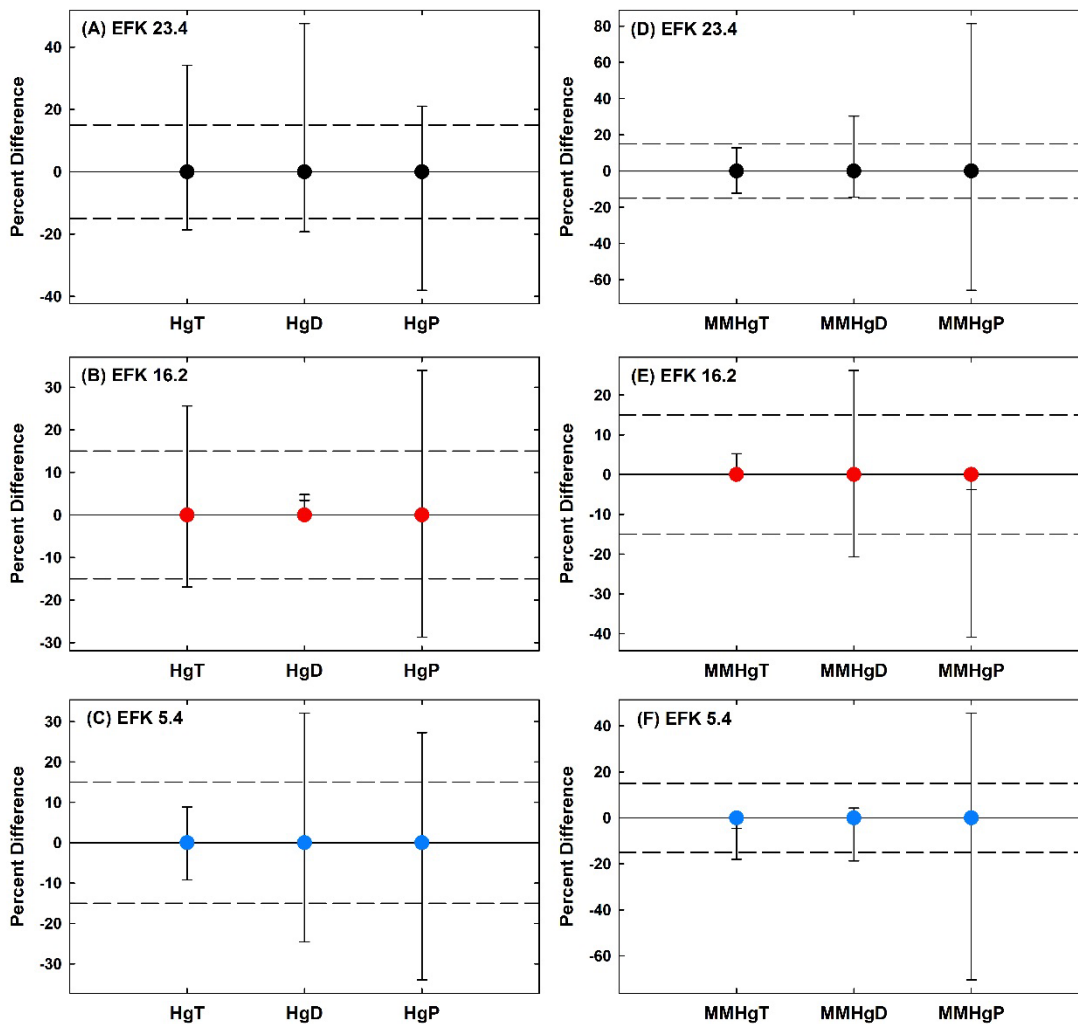 (A) EFK 23.4
Percent Difference
40
20
0
-20
-40
HgT HgD HgP
(D) EFK 23.4
Percent Difference
80
60
40
20
0
-20
-40
-60
MMHgT MMHgD MMHgP
(B) EFK 16.2
Percent Difference
30
20
10
0
-10
-20
-30
HgT HgD HgP
(E) EFK 16.2
Percent Difference
20
10
0
-10
-20
-30
-40
MMHgT MMHgD MMHgP
(C) EFK 5.4
Percent Difference
30
20
10
0
-10
-20
-30
HgT HgD HgP
(F) EFK 5.4
Percent Difference
40
20
0
-20
-40
-60
MMHgT MMHgD MMHgP